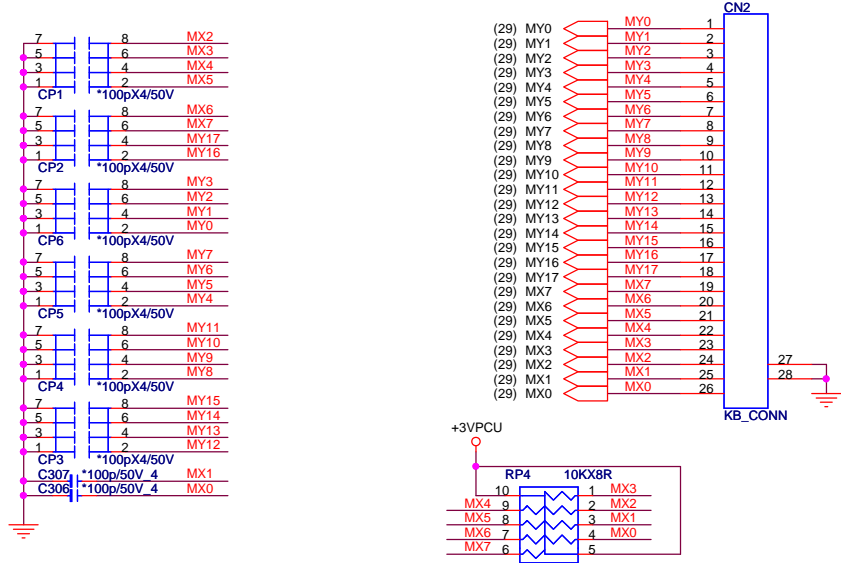 7 8 MX2
5 6 MX3
3 4 MX4
1 2 MX5
CP1 *100pX4/50V
7 8 MX6
5 6 MX7
3 4 MY17
1 2 MY16
CP2 *100pX4/50V
7 8 MY3
5 6 MY2
3 4 MY1
1 2 MY0
CP6 *100pX4/50V
7 8 MY7
5 6 MY6
3 4 MY5
1 2 MY4
CP5 *100pX4/50V
7 8 MY11
5 6 MY10
3 4 MY9
1 2 MY8
CP4 *100pX4/50V
7 8 MY15
5 6 MY14
3 4 MY13
1 2 MY12
CP3 *100pX4/50V
C307 *100p/50V_4 MX1
C306 *100p/50V_4 MX0
CN2
(29) MY0 MY0 1
(29) MY1 MY1 2
(29) MY2 MY2 3
(29) MY3 MY3 4
(29) MY4 MY4 5
(29) MY5 MY5 6
(29) MY6 MY6 7
(29) MY7 MY7 8
(29) MY8 MY8 9
(29) MY9 MY9 10
(29) MY10 MY10 11
(29) MY11 MY11 12
(29) MY12 MY12 13
(29) MY13 MY13 14
(29) MY14 MY14 15
(29) MY15 MY15 16
(29) MY16 MY16 17
(29) MY17 MY17 18
(29) MX7 MX7 19
(29) MX6 MX6 20
(29) MX5 MX5 21
(29) MX4 MX4 22
(29) MX3 MX3 23
(29) MX2 MX2 24 27
(29) MX1 MX1 25 28
(29) MX0 MX0 26
KB_CONN
+3VPCU
RP4 10KX8R
10 1 MX3
MX4 9 2 MX2
MX5 8 3 MX1
MX6 7 4 MX0
MX7 6 5